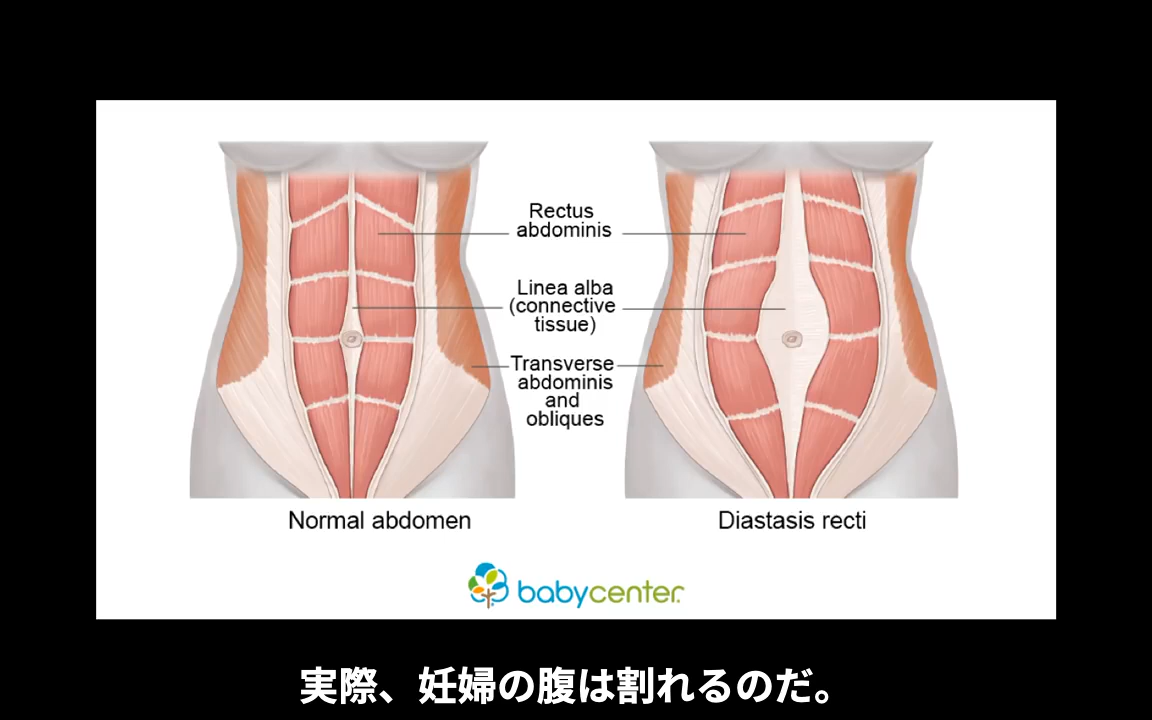 Rectus
abdominis
Linea alba
(connective
tissue)
Transverse
abdominis
and
obliques
Normal abdomen
Diastasis recti
babycenter
実際、妊婦の腹は割れるのだ。